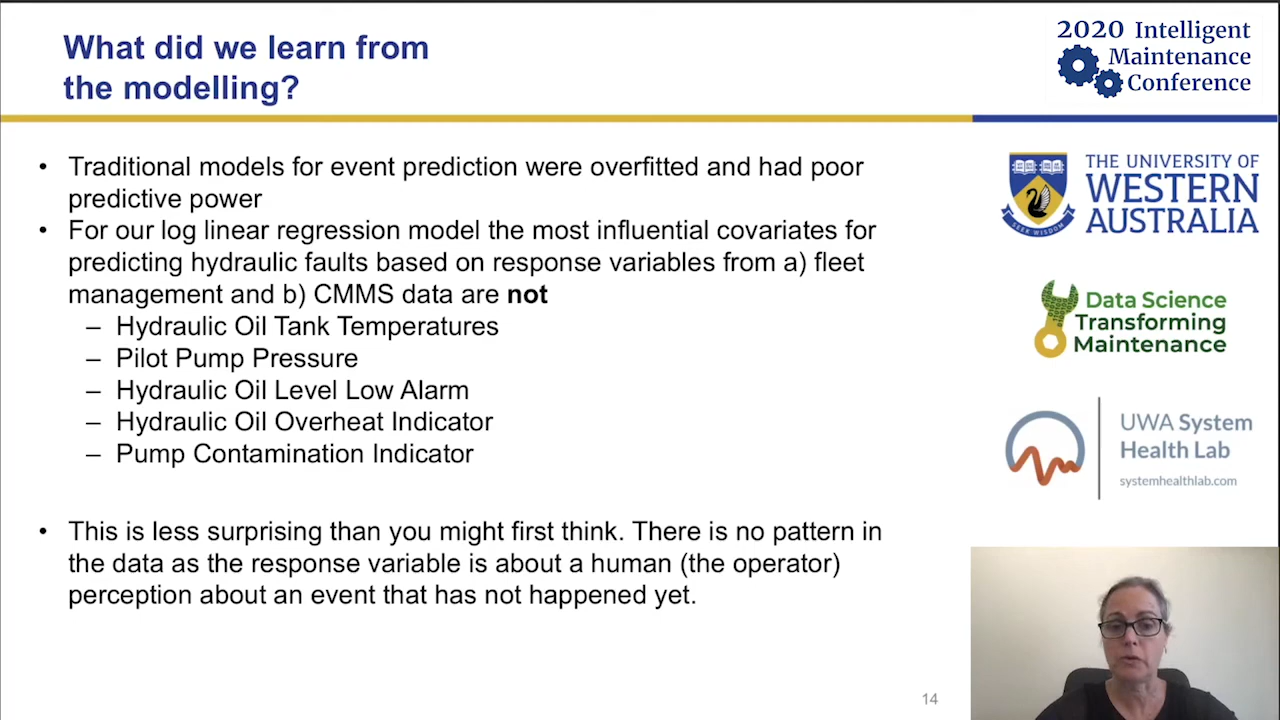 What did we learn from
the modelling?
2020 Intelligent
Maintenance
Conference
• Traditional models for event prediction were overfitted and had poor
predictive power
• For our log linear regression model the most influential covariates for
predicting hydraulic faults based on response variables from a) fleet
management and b) CMMS data are not
– Hydraulic Oil Tank Temperatures
– Pilot Pump Pressure
– Hydraulic Oil Level Low Alarm
– Hydraulic Oil Overheat Indicator
– Pump Contamination Indicator
• This is less surprising than you might first think. There is no pattern in
the data as the response variable is about a human (the operator)
perception about an event that has not happened yet.
THE UNIVERSITY OF
WESTERN
AUSTRALIA
SEEK WISDOM
Data Science
Transforming
Maintenance
UWA System
Health Lab
systemhealthlab.com
14